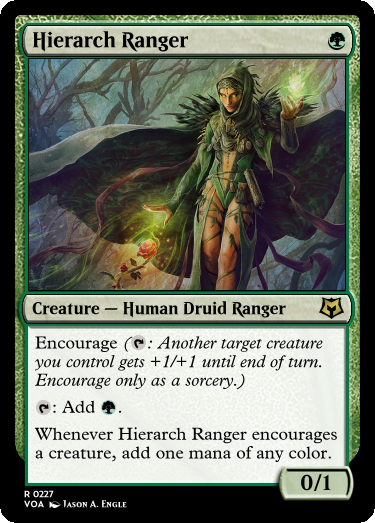 Hierarch Ranger
Creature — Human Druid Ranger
Encourage (: Another target creature
you control gets +1/+1 until end of turn.
Encourage only as a sorcery.)
: Add .
Whenever Hierarch Ranger encourages
a creature, add one mana of any color.
0/1
R 0227
VOA Jason A. Engle